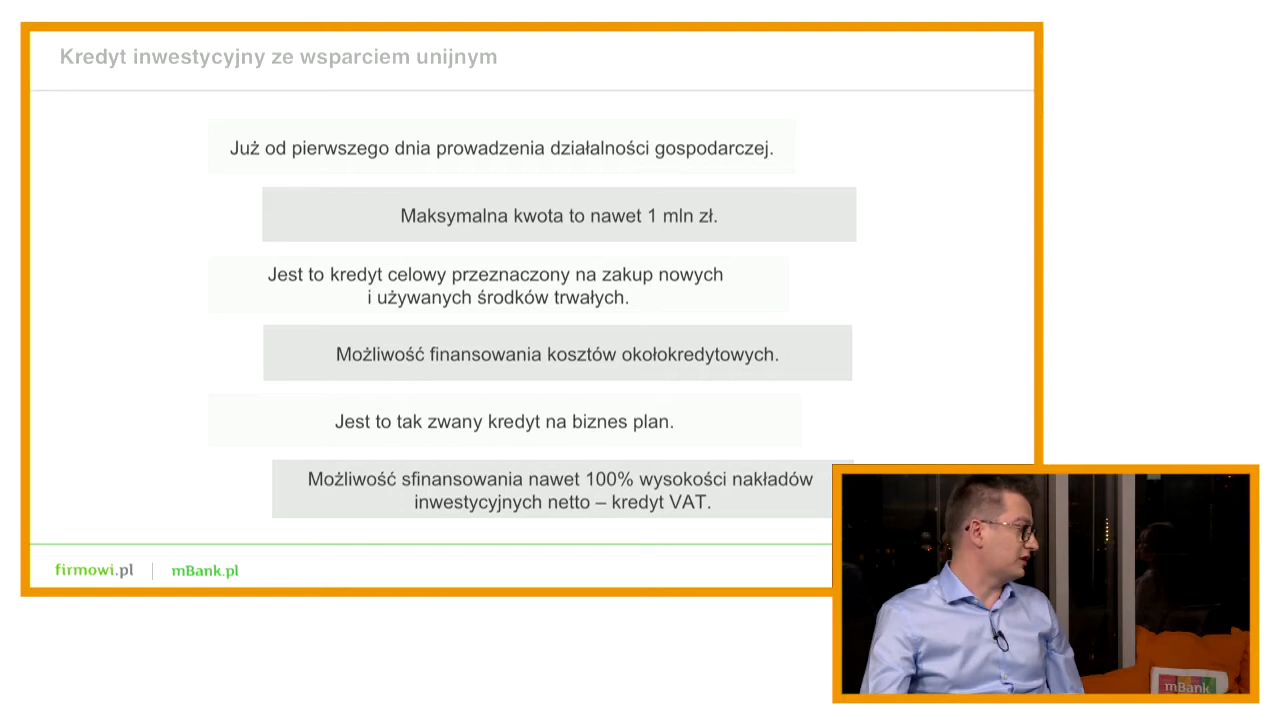 Kredyt inwestycyjny ze wsparciem unijnym
Już od pierwszego dnia prowadzenia działalności gospodarczej.
Maksymalna kwota to nawet 1 mln zł.
Jest to kredyt celowy przeznaczony na zakup nowych
i używanych środków trwałych.
Możliwość finansowania kosztów okołokredytowych.
Jest to tak zwany kredyt na biznes plan.
Możliwość sfinansowania nawet 100% wysokości nakładów
inwestycyjnych netto – kredyt VAT.
firmowi.pl | mBank.pl
mBank